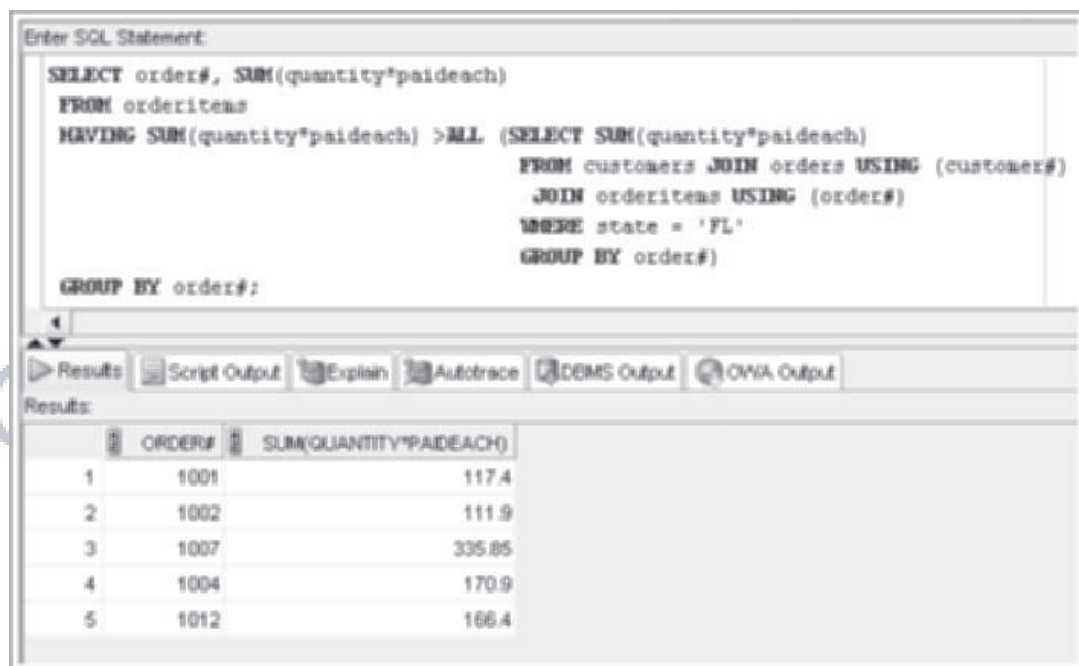 Enter SQL Statement:
SELECT order#, SUM(quantity*paideach)
FROM orderitems
HAVING SUM(quantity*paideach) >ALL (SELECT SUM(quantity*paideach)
FROM customers JOIN orders USING (customer#)
JOIN orderitems USING (order#)
WHERE state = 'FL'
GROUP BY order#)
GROUP BY order#;
Results Script Output Explain Autotrace DBMS Output OWA Output
Results:
ORDER# SUM(QUANTITY*PAIDEACH)
1 1001 117.4
2 1002 111.9
3 1007 335.85
4 1004 170.9
5 1012 166.4